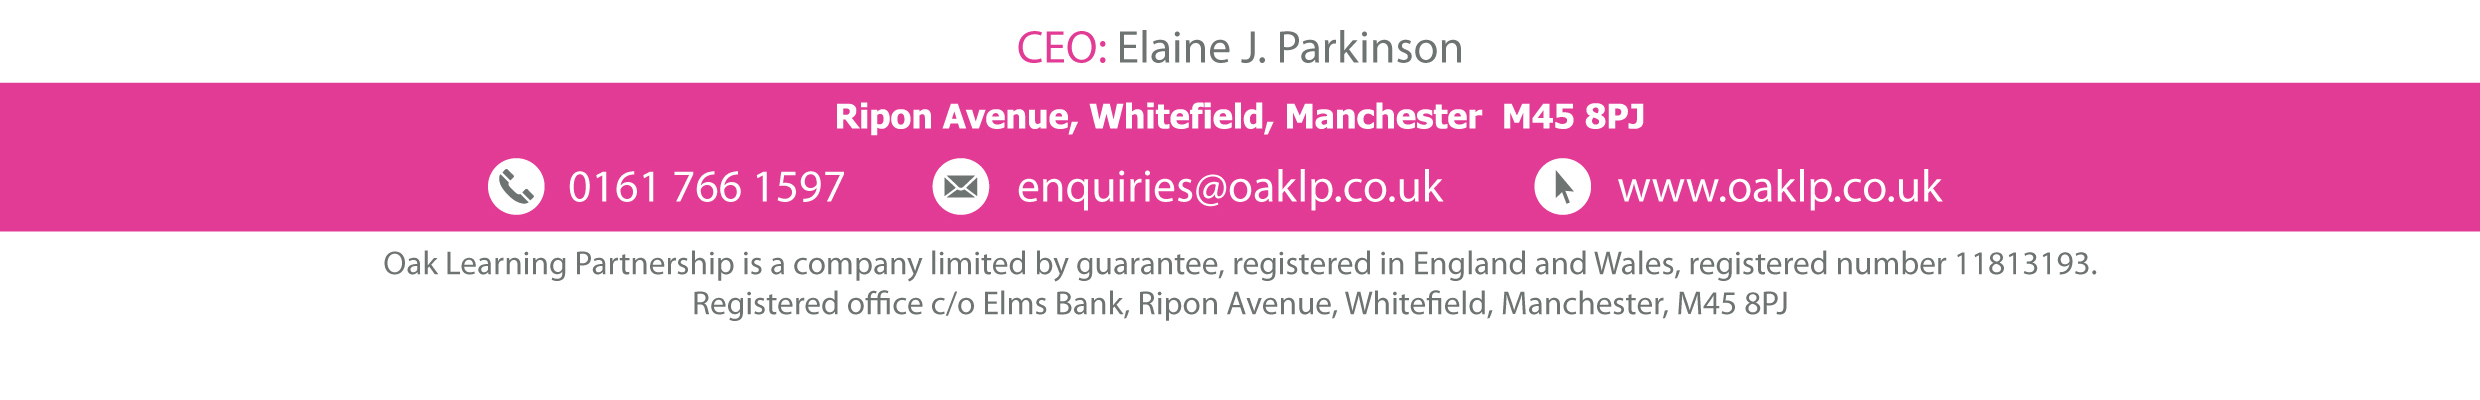 CEO: Elaine J. Parkinson
Ripon Avenue, Whitefield, Manchester  M45 8PJ
0161 766 1597 enquiries@oaklp.co.uk www.oaklp.co.uk
Oak Learning Partnership is a company limited by guarantee, registered in England and Wales, registered number 11813193.
Registered office c/o Elms Bank, Ripon Avenue, Whitefield, Manchester, M45 8PJ